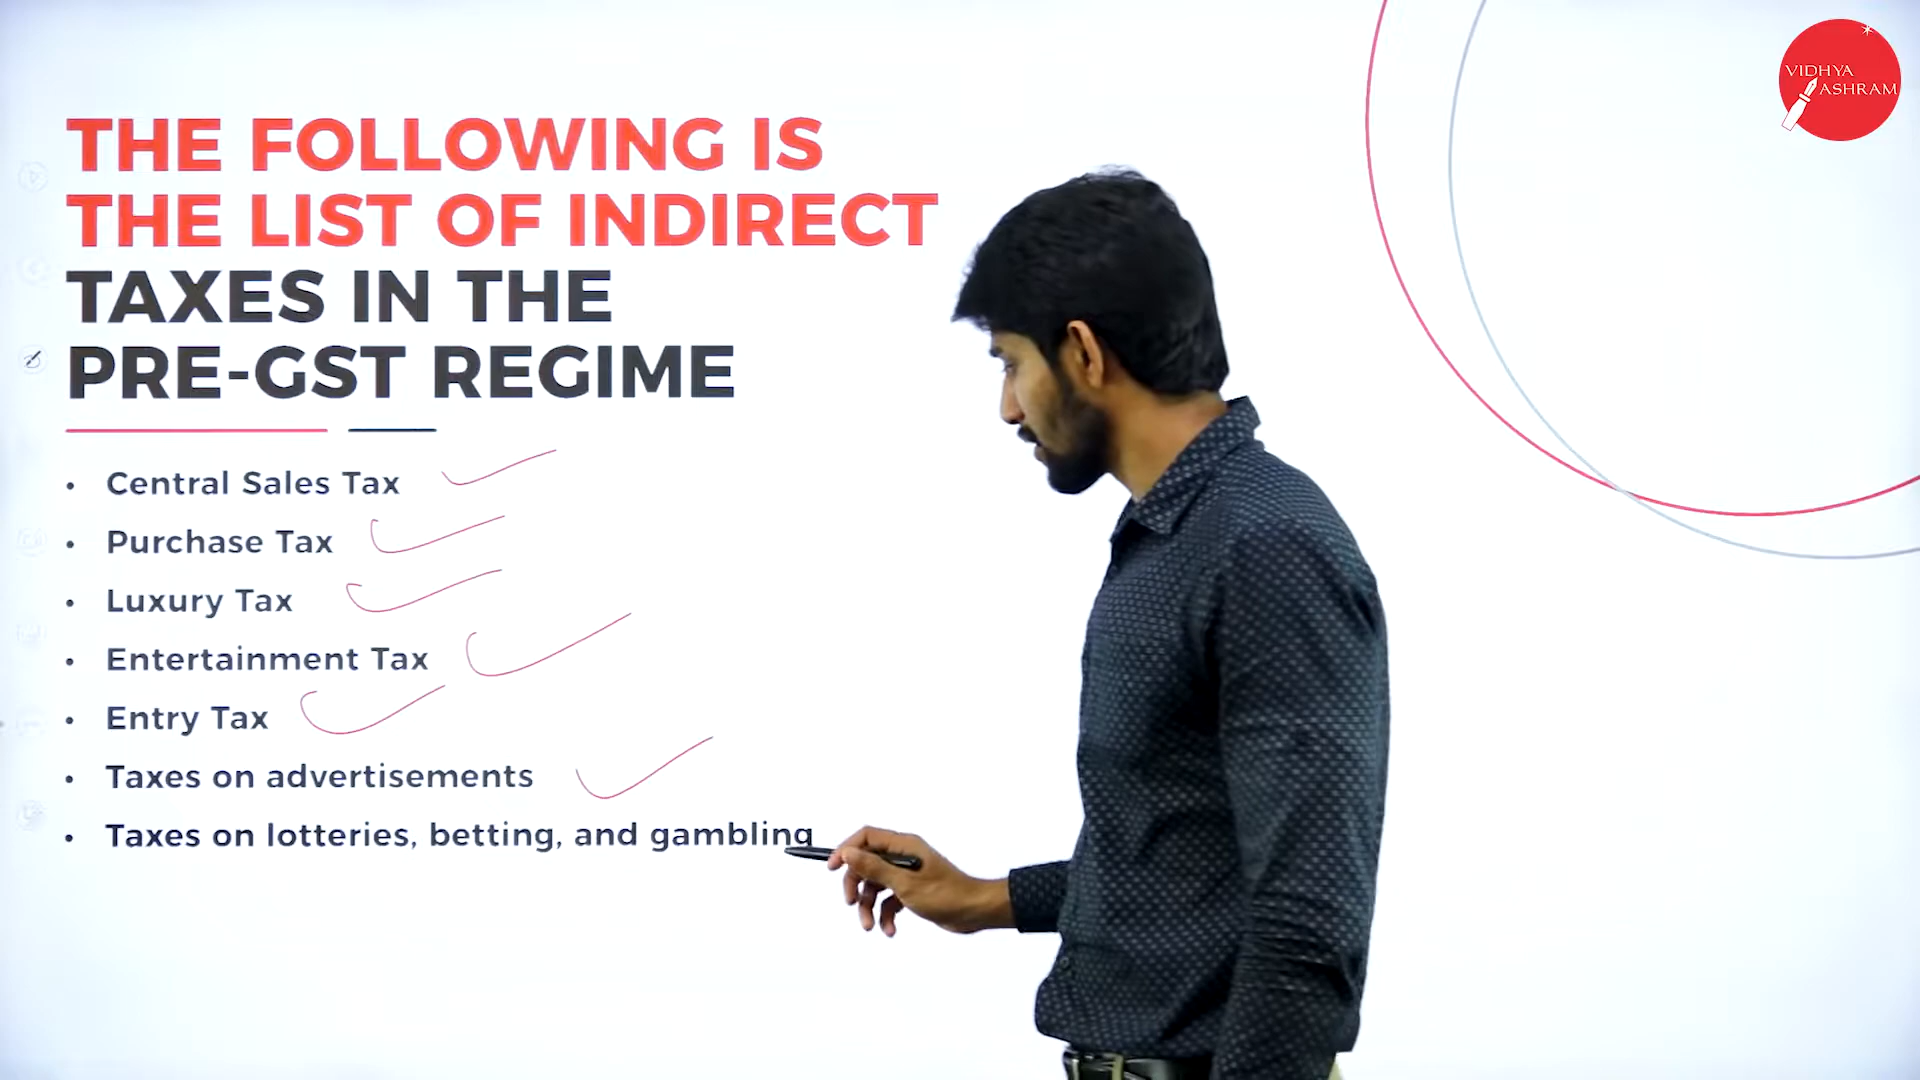 VIDHYA
ASHRAM
THE FOLLOWING IS
THE LIST OF INDIRECT
TAXES IN THE
PRE-GST REGIME
• Central Sales Tax
• Purchase Tax
• Luxury Tax
• Entertainment Tax
• Entry Tax
• Taxes on advertisements
• Taxes on lotteries, betting, and gambling